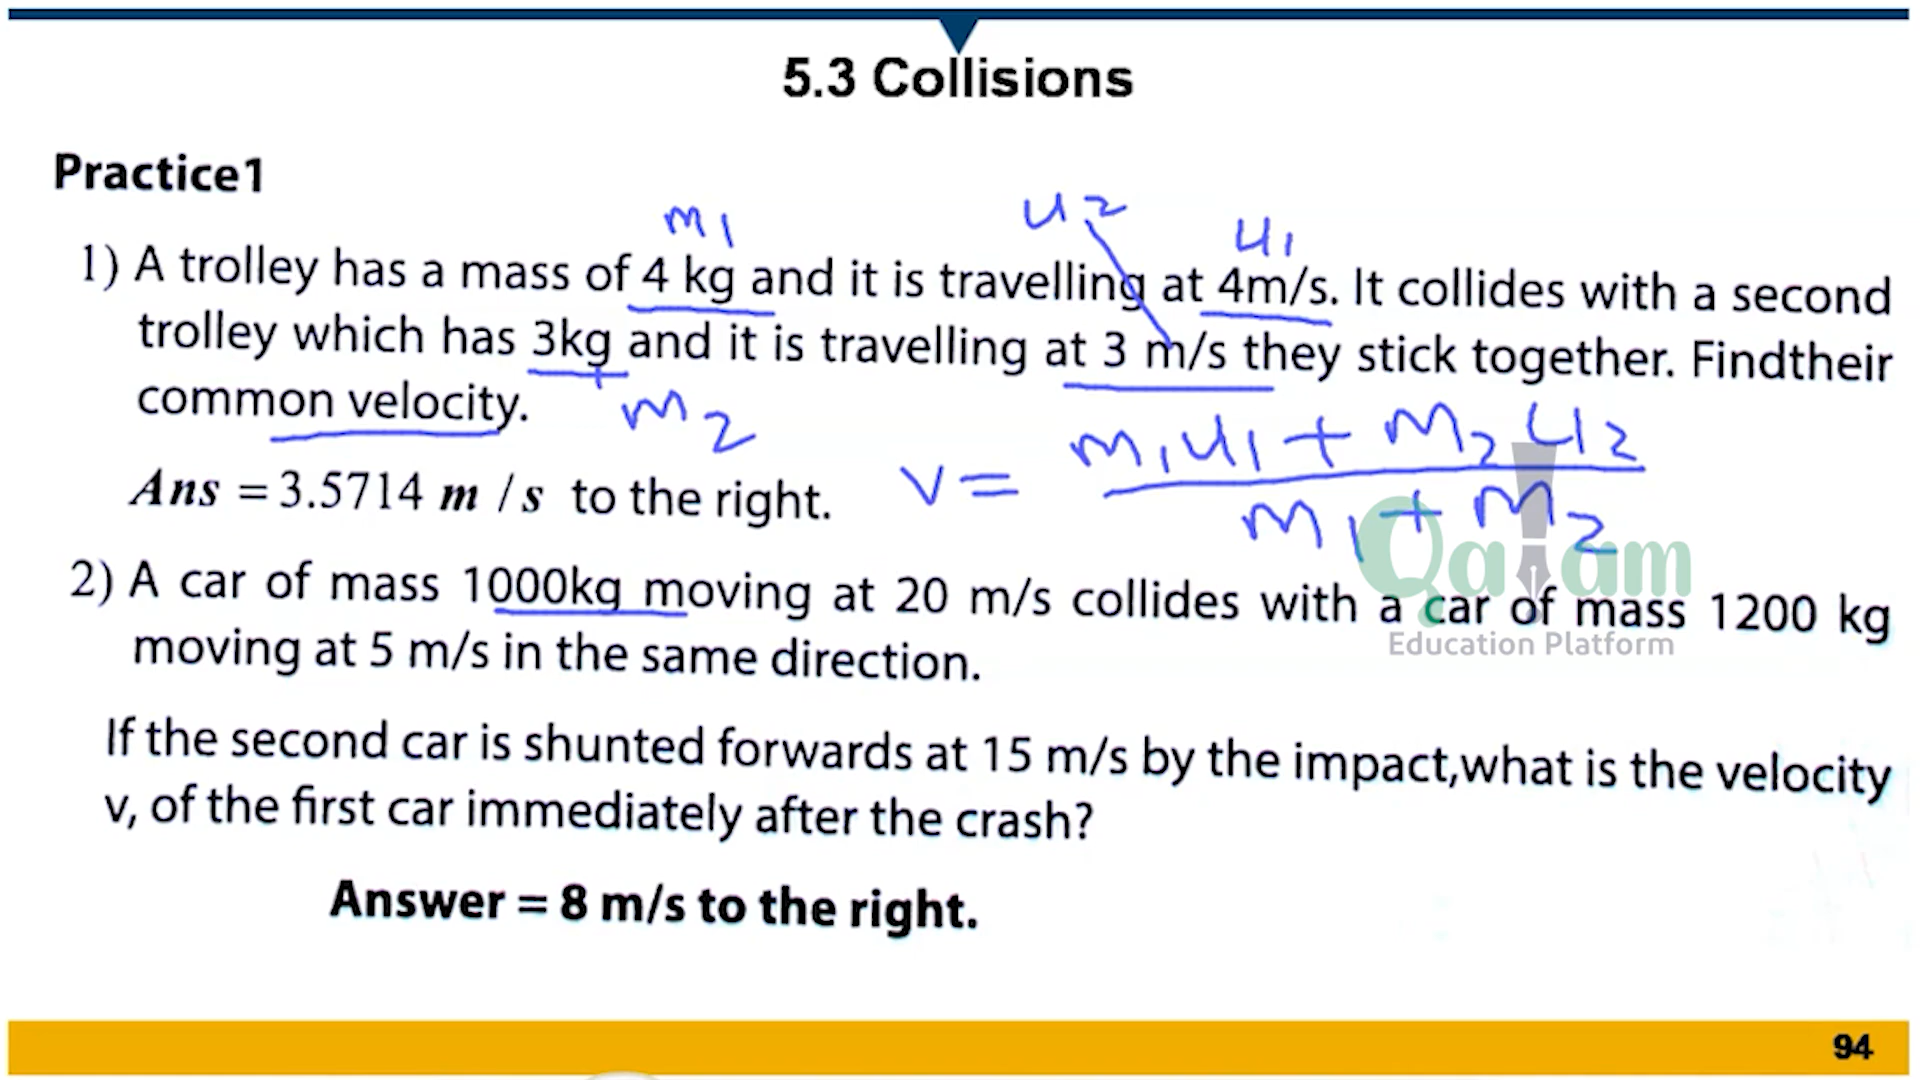 5.3 Collisions
Practice1
m1
u2
u1
1) A trolley has a mass of 4 kg and it is travelling at 4m/s. It collides with a second
trolley which has 3kg and it is travelling at 3 m/s they stick together. Findtheir
common velocity.
m2
Ans = 3.5714 m / s to the right.
v = m1u1 + m2u2
m1 + m2
Qalam
Education Platform
2) A car of mass 1000kg moving at 20 m/s collides with a car of mass 1200 kg
moving at 5 m/s in the same direction.
If the second car is shunted forwards at 15 m/s by the impact,what is the velocity
v, of the first car immediately after the crash?
Answer = 8 m/s to the right.
94